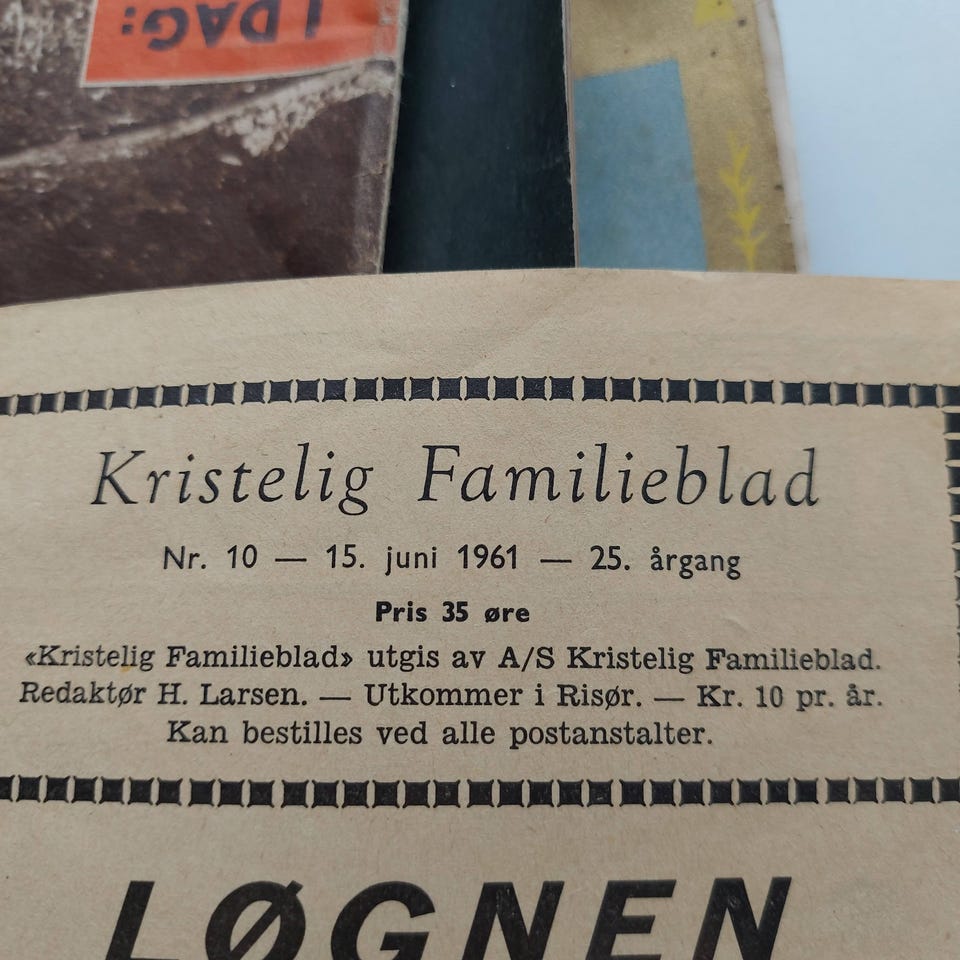 I DAG:
Kristelig Familieblad
Nr. 10 — 15. juni 1961 — 25. årgang
Pris 35 øre
«Kristelig Familieblad» utgis av A/S Kristelig Familieblad.
Redaktør H. Larsen. — Utkommer i Risør. — Kr. 10 pr. år.
Kan bestilles ved alle postanstalter.
LØGNEN